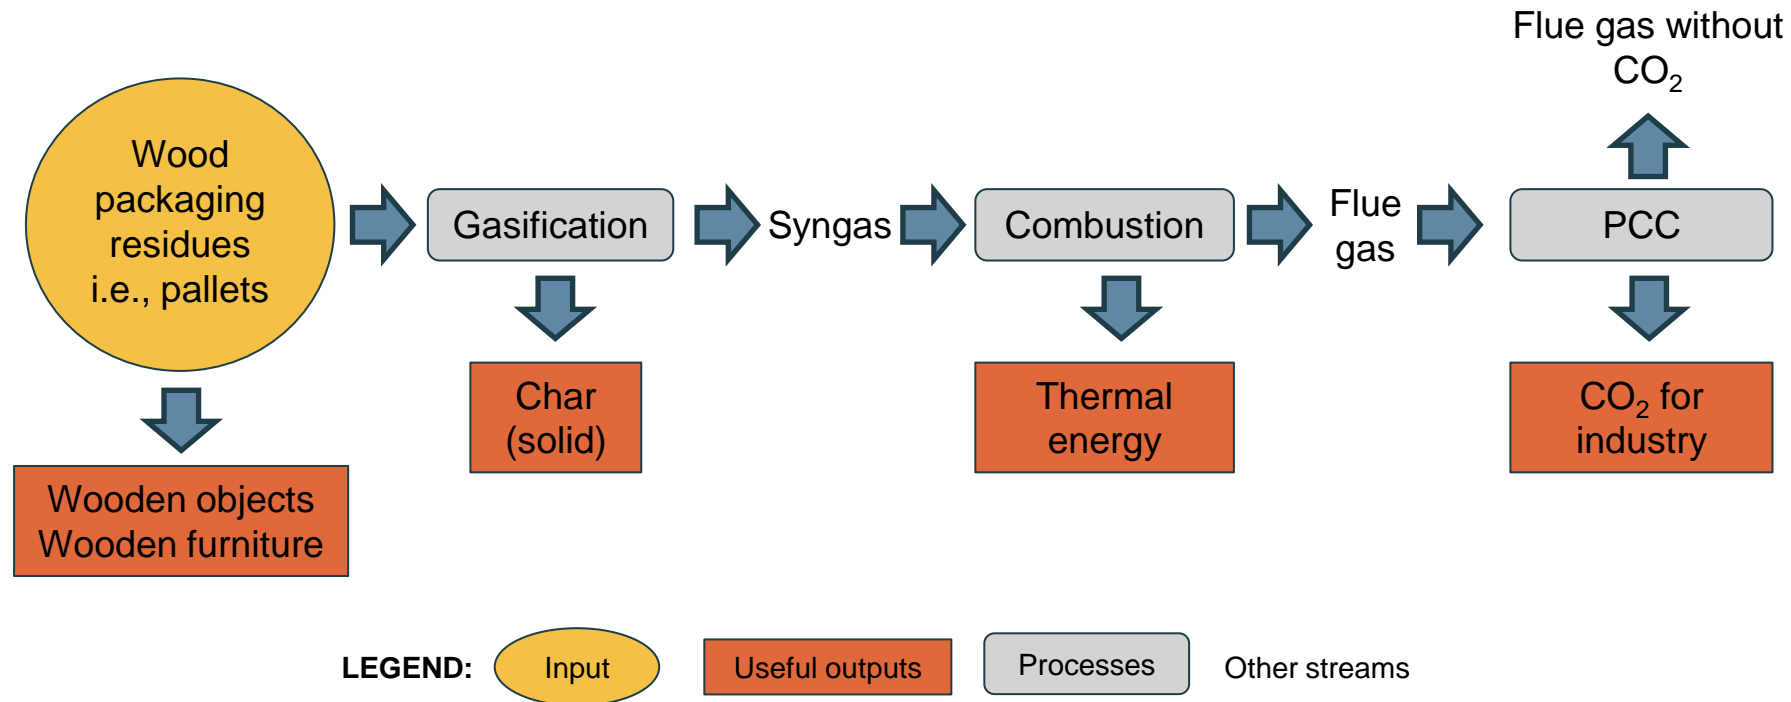 Flue gas without
CO₂
Wood
packaging
residues
i.e., pallets
Gasification
Syngas
Combustion
Flue
gas
PCC
Char
(solid)
Thermal
energy
CO₂ for
industry
Wooden objects
Wooden furniture
LEGEND:
Input
Useful outputs
Processes
Other streams